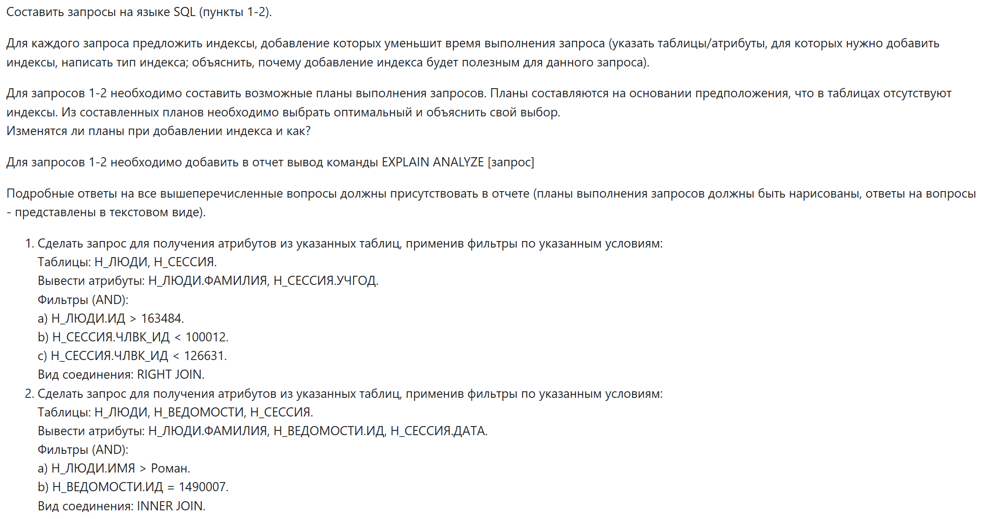 Составить запросы на языке SQL (пункты 1-2).
Для каждого запроса предложить индексы, добавление которых уменьшит время выполнения запроса (указать таблицы/атрибуты, для которых нужно добавить
индексы, написать тип индекса; объяснить, почему добавление индекса будет полезным для данного запроса).
Для запросов 1-2 необходимо составить возможные планы выполнения запросов. Планы составляются на основании предположения, что в таблицах отсутствуют
индексы. Из составленных планов необходимо выбрать оптимальный и объяснить свой выбор.
Изменятся ли планы при добавлении индекса и как?
Для запросов 1-2 необходимо добавить в отчет вывод команды EXPLAIN ANALYZE [запрос]
Подробные ответы на все вышеперечисленные вопросы должны присутствовать в отчете (планы выполнения запросов должны быть нарисованы, ответы на вопросы
- представлены в текстовом виде).
1. Сделать запрос для получения атрибутов из указанных таблиц, применив фильтры по указанным условиям:
Таблицы: Н_ЛЮДИ, Н_СЕССИЯ.
Вывести атрибуты: Н_ЛЮДИ.ФАМИЛИЯ, Н_СЕССИЯ.УЧГОД.
Фильтры (AND):
a) Н_ЛЮДИ.ИД > 163484.
b) Н_СЕССИЯ.ЧЛВК_ИД < 100012.
c) Н_СЕССИЯ.ЧЛВК_ИД < 126631.
Вид соединения: RIGHT JOIN.
2. Сделать запрос для получения атрибутов из указанных таблиц, применив фильтры по указанным условиям:
Таблицы: Н_ЛЮДИ, Н_ВЕДОМОСТИ, Н_СЕССИЯ.
Вывести атрибуты: Н_ЛЮДИ.ФАМИЛИЯ, Н_ВЕДОМОСТИ.ИД, Н_СЕССИЯ.ДАТА.
Фильтры (AND):
a) Н_ЛЮДИ.ИМЯ > Роман.
b) Н_ВЕДОМОСТИ.ИД = 1490007.
Вид соединения: INNER JOIN.